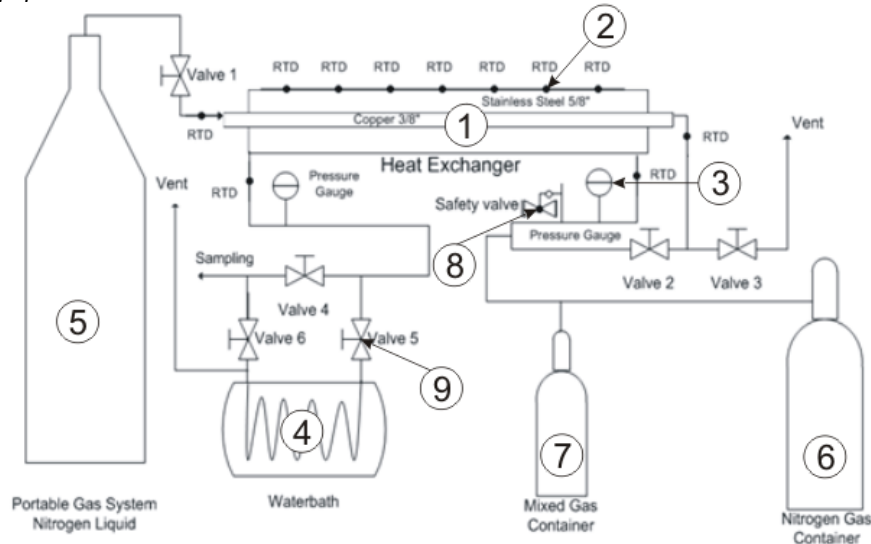 2
RTD RTD RTD RTD RTD RTD RTD
Valve 1
Stainless Steel 5/8"
Copper 3/8"
1
RTD
RTD
Vent
Heat Exchanger
Vent
RTD
Pressure
Gauge
RTD
3
Safety valve
Pressure Gauge
8
Sampling
Valve 4
Valve 2
Valve 3
5
Valve 6
Valve 5
9
4
7
6
Portable Gas System
Nitrogen Liquid
Waterbath
Mixed Gas
Container
Nitrogen Gas
Container